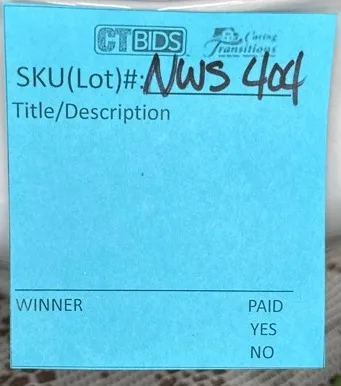 CTBIDS Caring Transitions
SKU(Lot)#: NWS 404
Title/Description
WINNER PAID
YES
NO